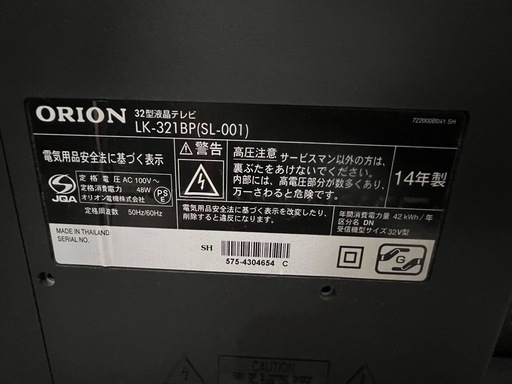 ORION
32型液晶テレビ
LK-321BP(SL-001)
722000B041 SH
電気用品安全法に基づく表示
JQA
定格電圧 AC 100V~
定格消費電力 48W
オリオン電機株式会社
定格周波数 50Hz/60Hz
PS
E
警告
高圧注意 サービスマン以外の方は、
裏ぶたをあけないでください。
内部には、高電圧部分が数多くあり、
万一さわると危険です。
電気用品安全法に基づく表示を改変したり、
削除すると違反になります。
14年製
年間消費電力量 42 kWh/年
区分名 DN
受信機型サイズ 32V型
MADE IN THAILAND
SERIAL NO.
SH
575-4304654 C
G
CAUTION